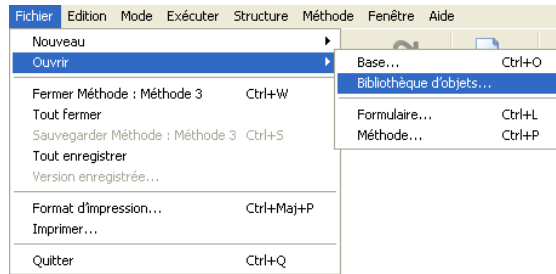 Fichier Edition Mode Exécuter Structure Méthode Fenêtre Aide
Nouveau
Ouvrir
Fermer Méthode : Méthode 3 Ctrl+W
Tout fermer
Sauvegarder Méthode : Méthode 3 Ctrl+S
Tout enregistrer
Version enregistrée...
Format d'impression... Ctrl+Maj+P
Imprimer...
Quitter Ctrl+Q
Base... Ctrl+O
Bibliothèque d'objets...
Formulaire... Ctrl+L
Méthode... Ctrl+P